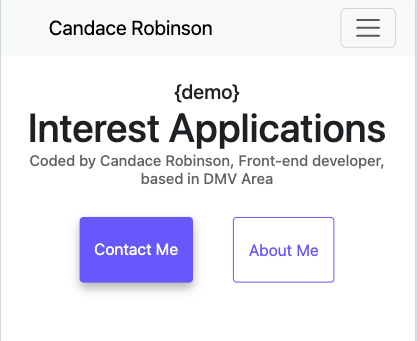 Candace Robinson
{demo}
Interest Applications
Coded by Candace Robinson, Front-end developer,
based in DMV Area
Contact Me
About Me